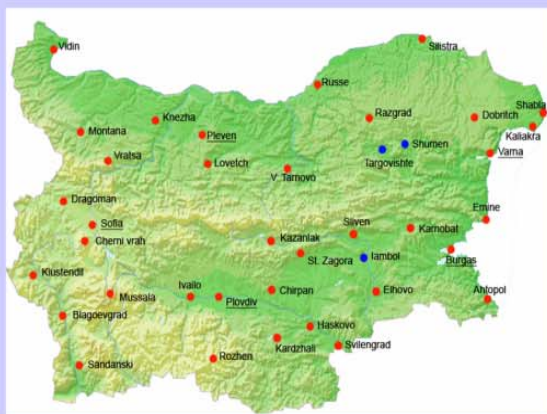 Vidin
Silistra
Russe
Knezha
Razgrad
Dobritch
Shabla
Kaliakra
Montana
Pleven
Shumen
Targovishte
Varna
Vratsa
Lovetch
V. Tarnovo
Dragoman
Emine
Sofia
Sliven
Karnobat
Cherni vrah
Kazanlak
St. Zagora
Iambol
Burgas
Kiustendil
Mussala
Ivailo
Plovdiv
Chirpan
Elhovo
Ahtopol
Blagoevgrad
Haskovo
Kardzhali
Svilengrad
Sandanski
Rozhen